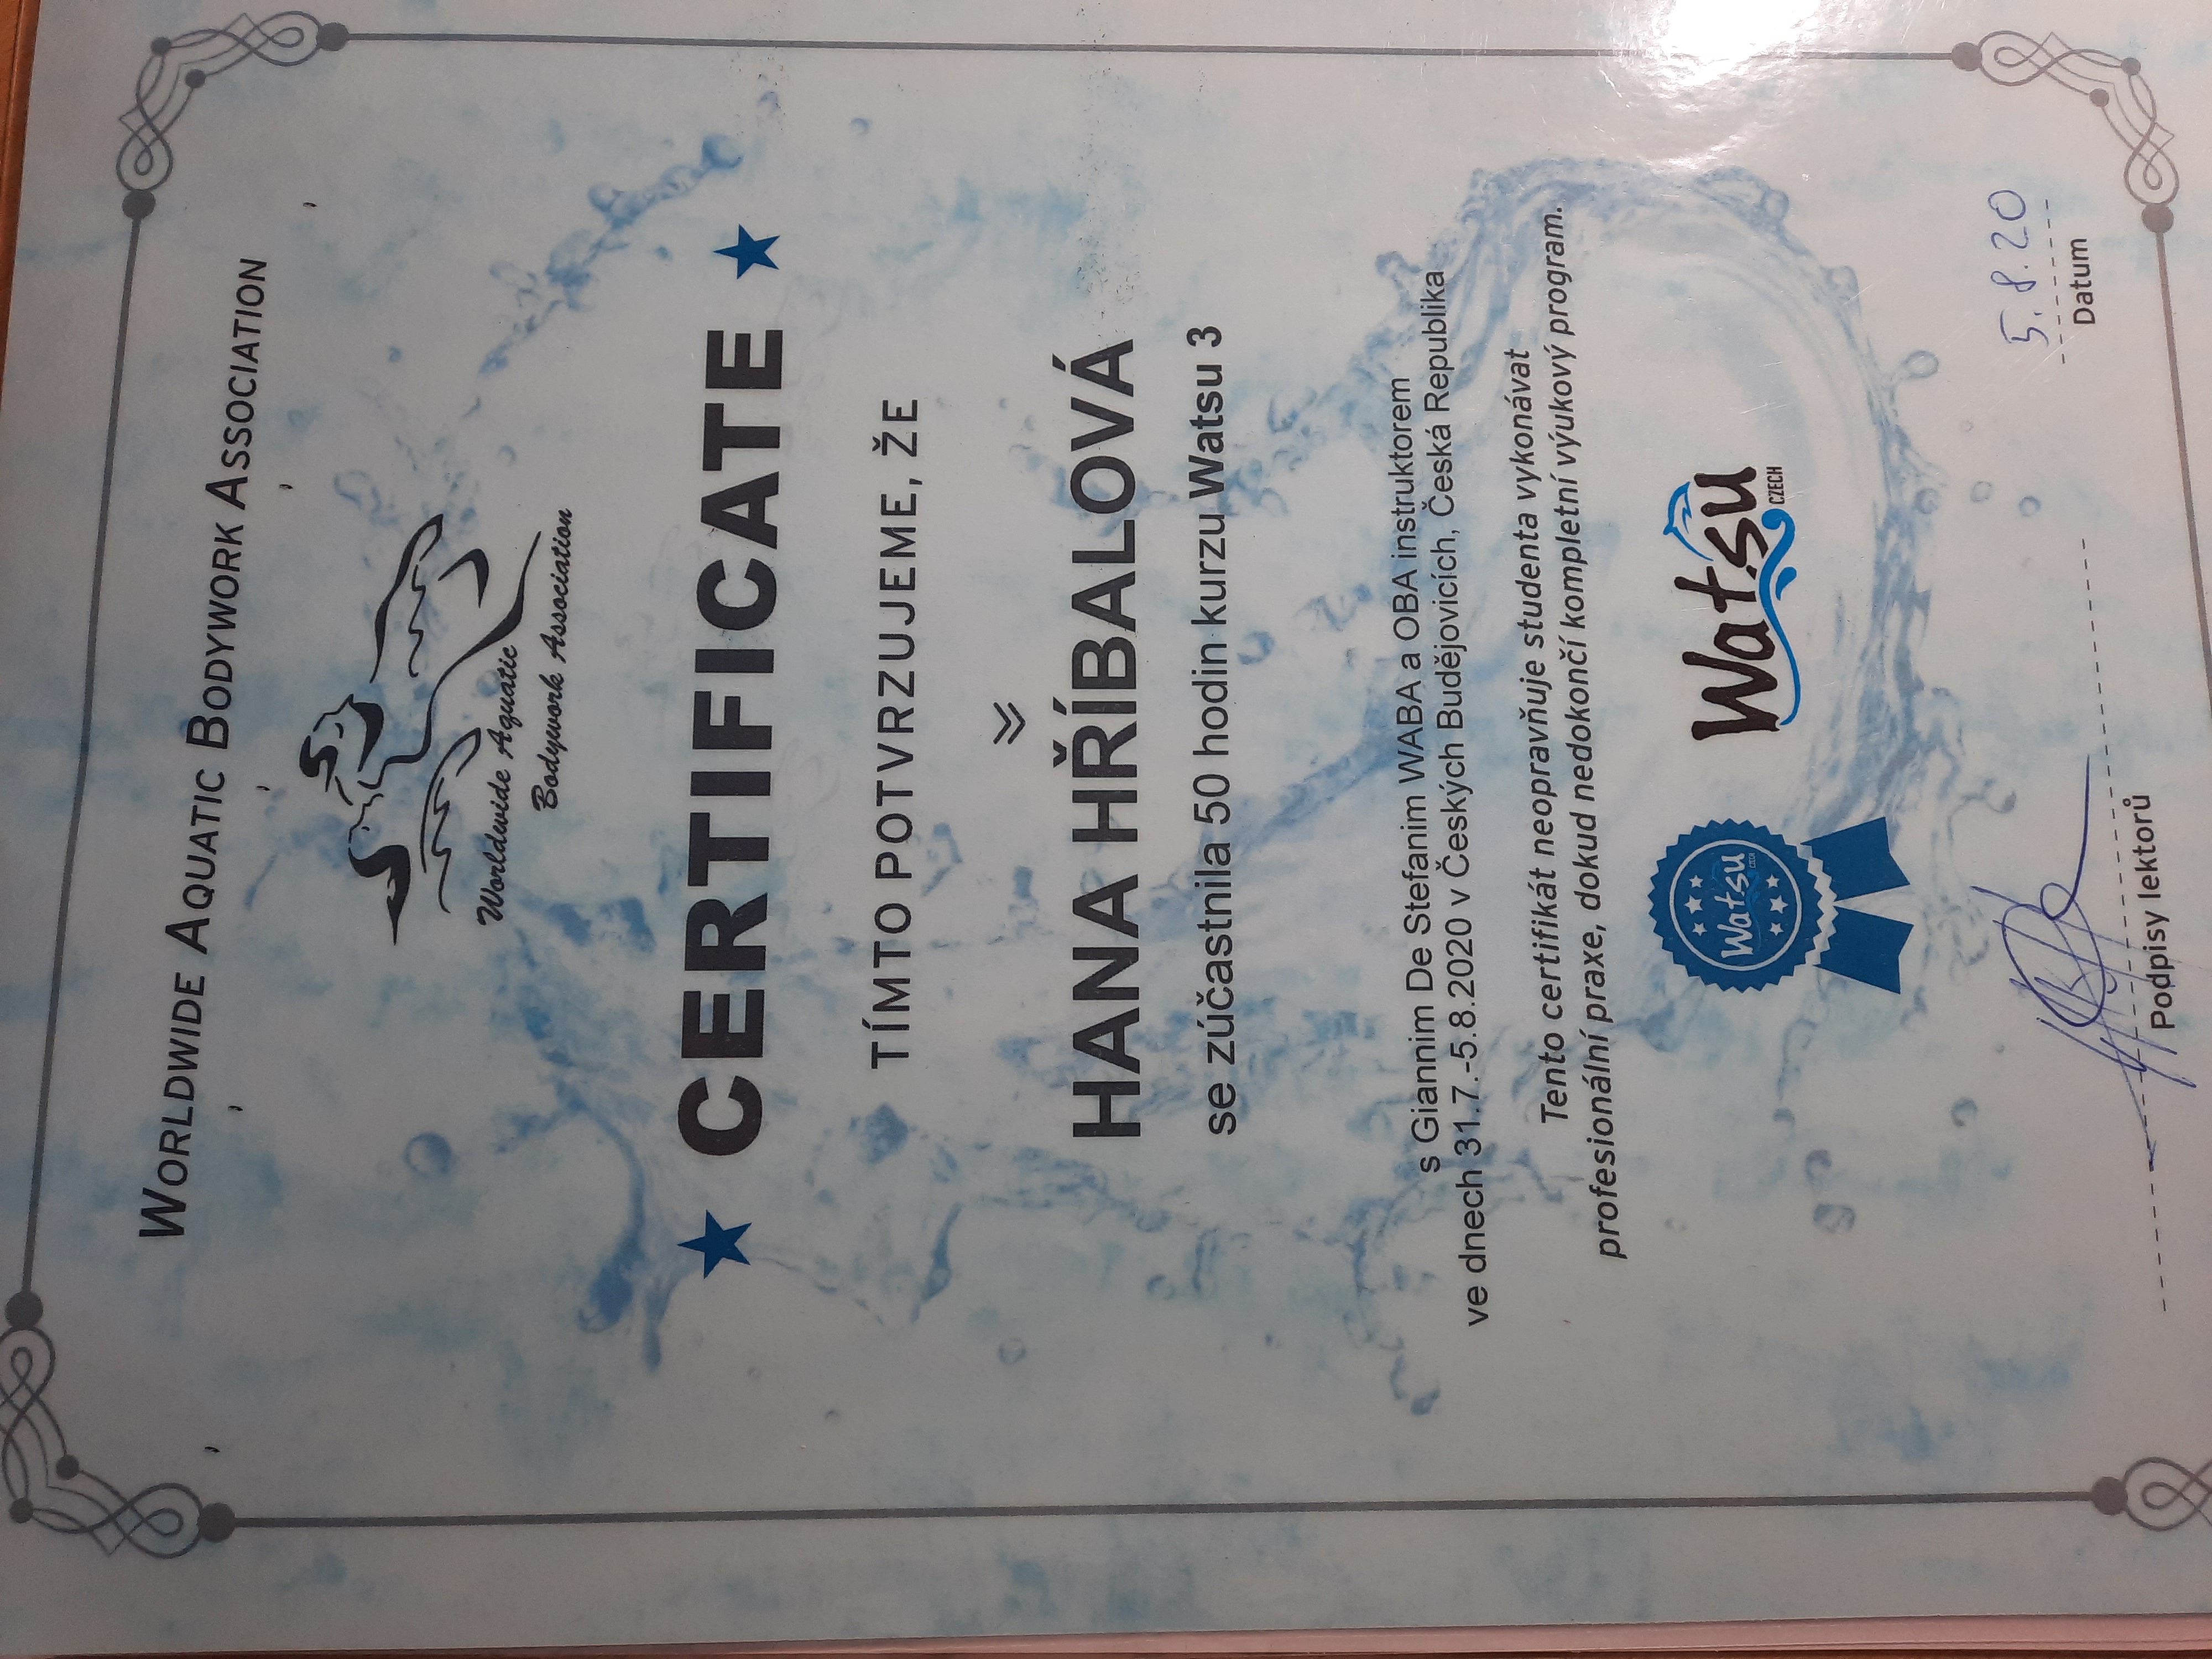 WORLDWIDE AQUATIC BODYWORK ASSOCIATION
Worldwide Aquatic
Bodywork Association
CERTIFICATE
TÍMTO POTVRZUJEME, ŽE
HANA HŘÍBALOVÁ
se zúčastnila 50 hodin kurzu Watsu 3
s Giannim De Stefanim WABA a OBA instruktorem
ve dnech 31.7.-5.8.2020 v Českých Budějovicích, Česká Republika
Tento certifikát neopravňuje studenta vykonávat
profesionální praxe, dokud nedokončí kompletní výukový program.
Watsu
CZECH
Watsu
CZECH
5.8.20
Podpisy lektorů
Datum